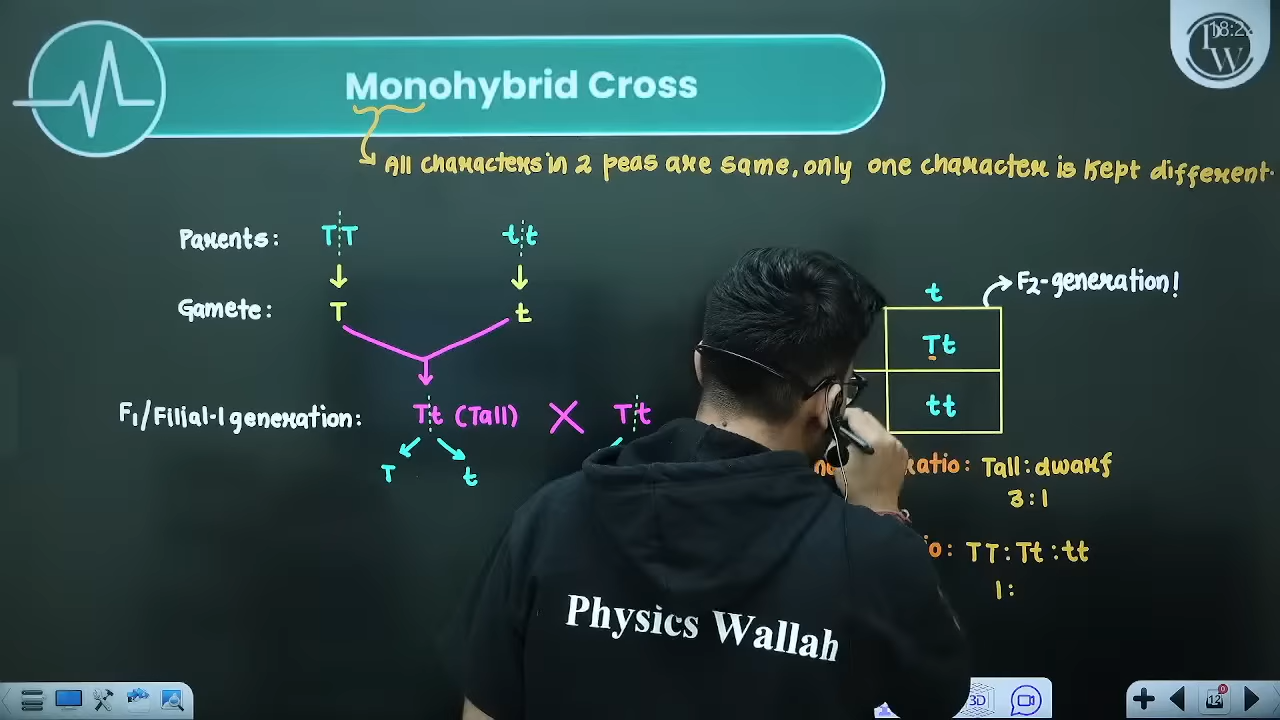 Monohybrid Cross
All characters in 2 peas are same, only one character is kept different.
Parents: TT tt
Gamete: T t
F1/Filial-1 generation: Tt (Tall) X Tt
T t
t
F2-generation!
Tt
tt
Tall:dwarf
3:1
TT:Tt:tt
1:
Physics Wallah
3D
12